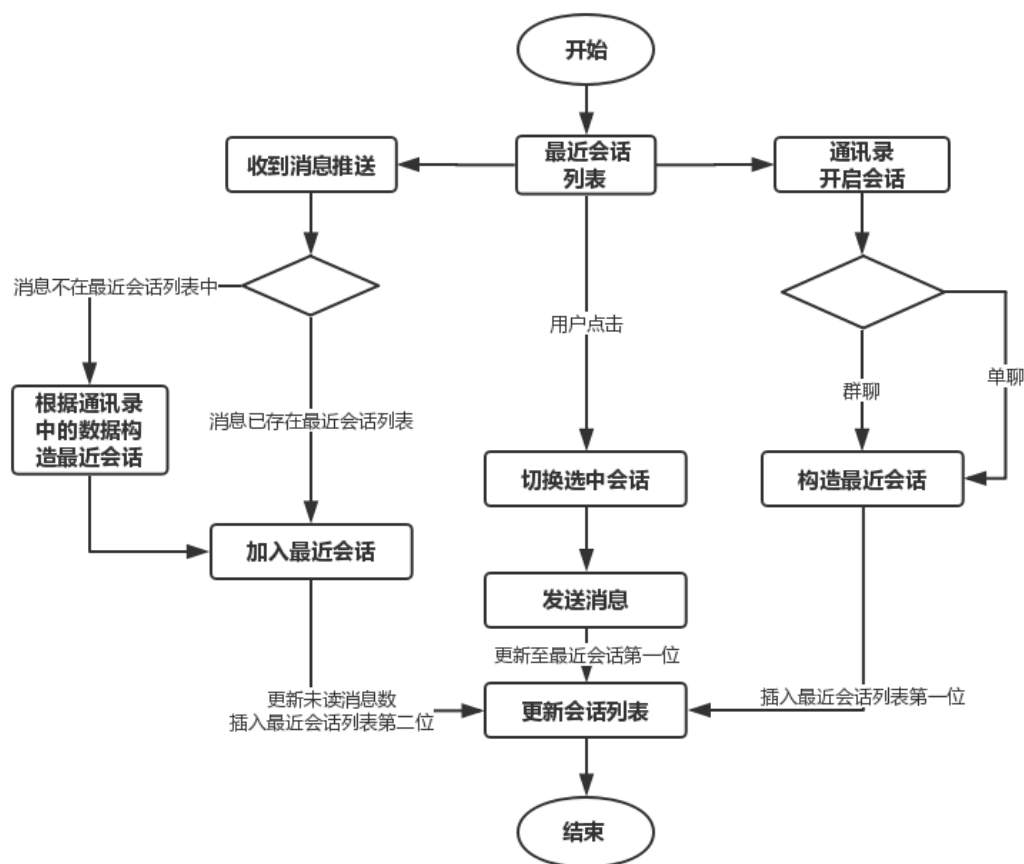 开始
收到消息推送
最近会话
列表
通讯录
开启会话
消息不在最近会话列表中
用户点击
单聊
群聊
根据通讯录
中的数据构
造最近会话
消息已存在最近会话列表
切换选中会话
构造最近会话
加入最近会话
发送消息
更新至最近会话第一位
更新未读消息数
插入最近会话列表第二位
更新会话列表
插入最近会话列表第一位
结束